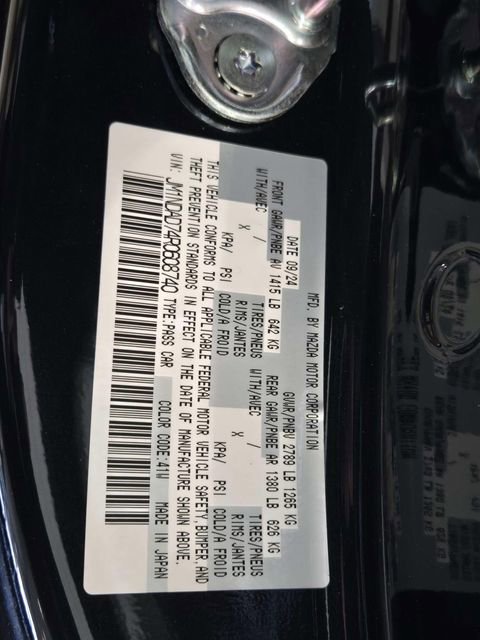 MFD. BY MAZDA MOTOR CORPORATION
DATE 09/24 GVWR/PNBV 2789 LB 1265 KG
FRONT GAWR/PNBE AV 1415 LB 642 KG REAR GAWR/PNBE AR 1380 LB 626 KG
WITH/AVEC TIRES/PNEUS WITH/AVEC TIRES/PNEUS
X RIMS/JANTES X RIMS/JANTES
KPA/ PSI COLD/A FROID KPA/ PSI COLD/A FROID
THIS VEHICLE CONFORMS TO ALL APPLICABLE FEDERAL MOTOR VEHICLE SAFETY, BUMPER, AND
THEFT PREVENTION STANDARDS IN EFFECT ON THE DATE OF MANUFACTURE SHOWN ABOVE.
VIN: JM1NDAD74R0608740 TYPE:PASS CAR COLOR CODE:41W MADE IN JAPAN